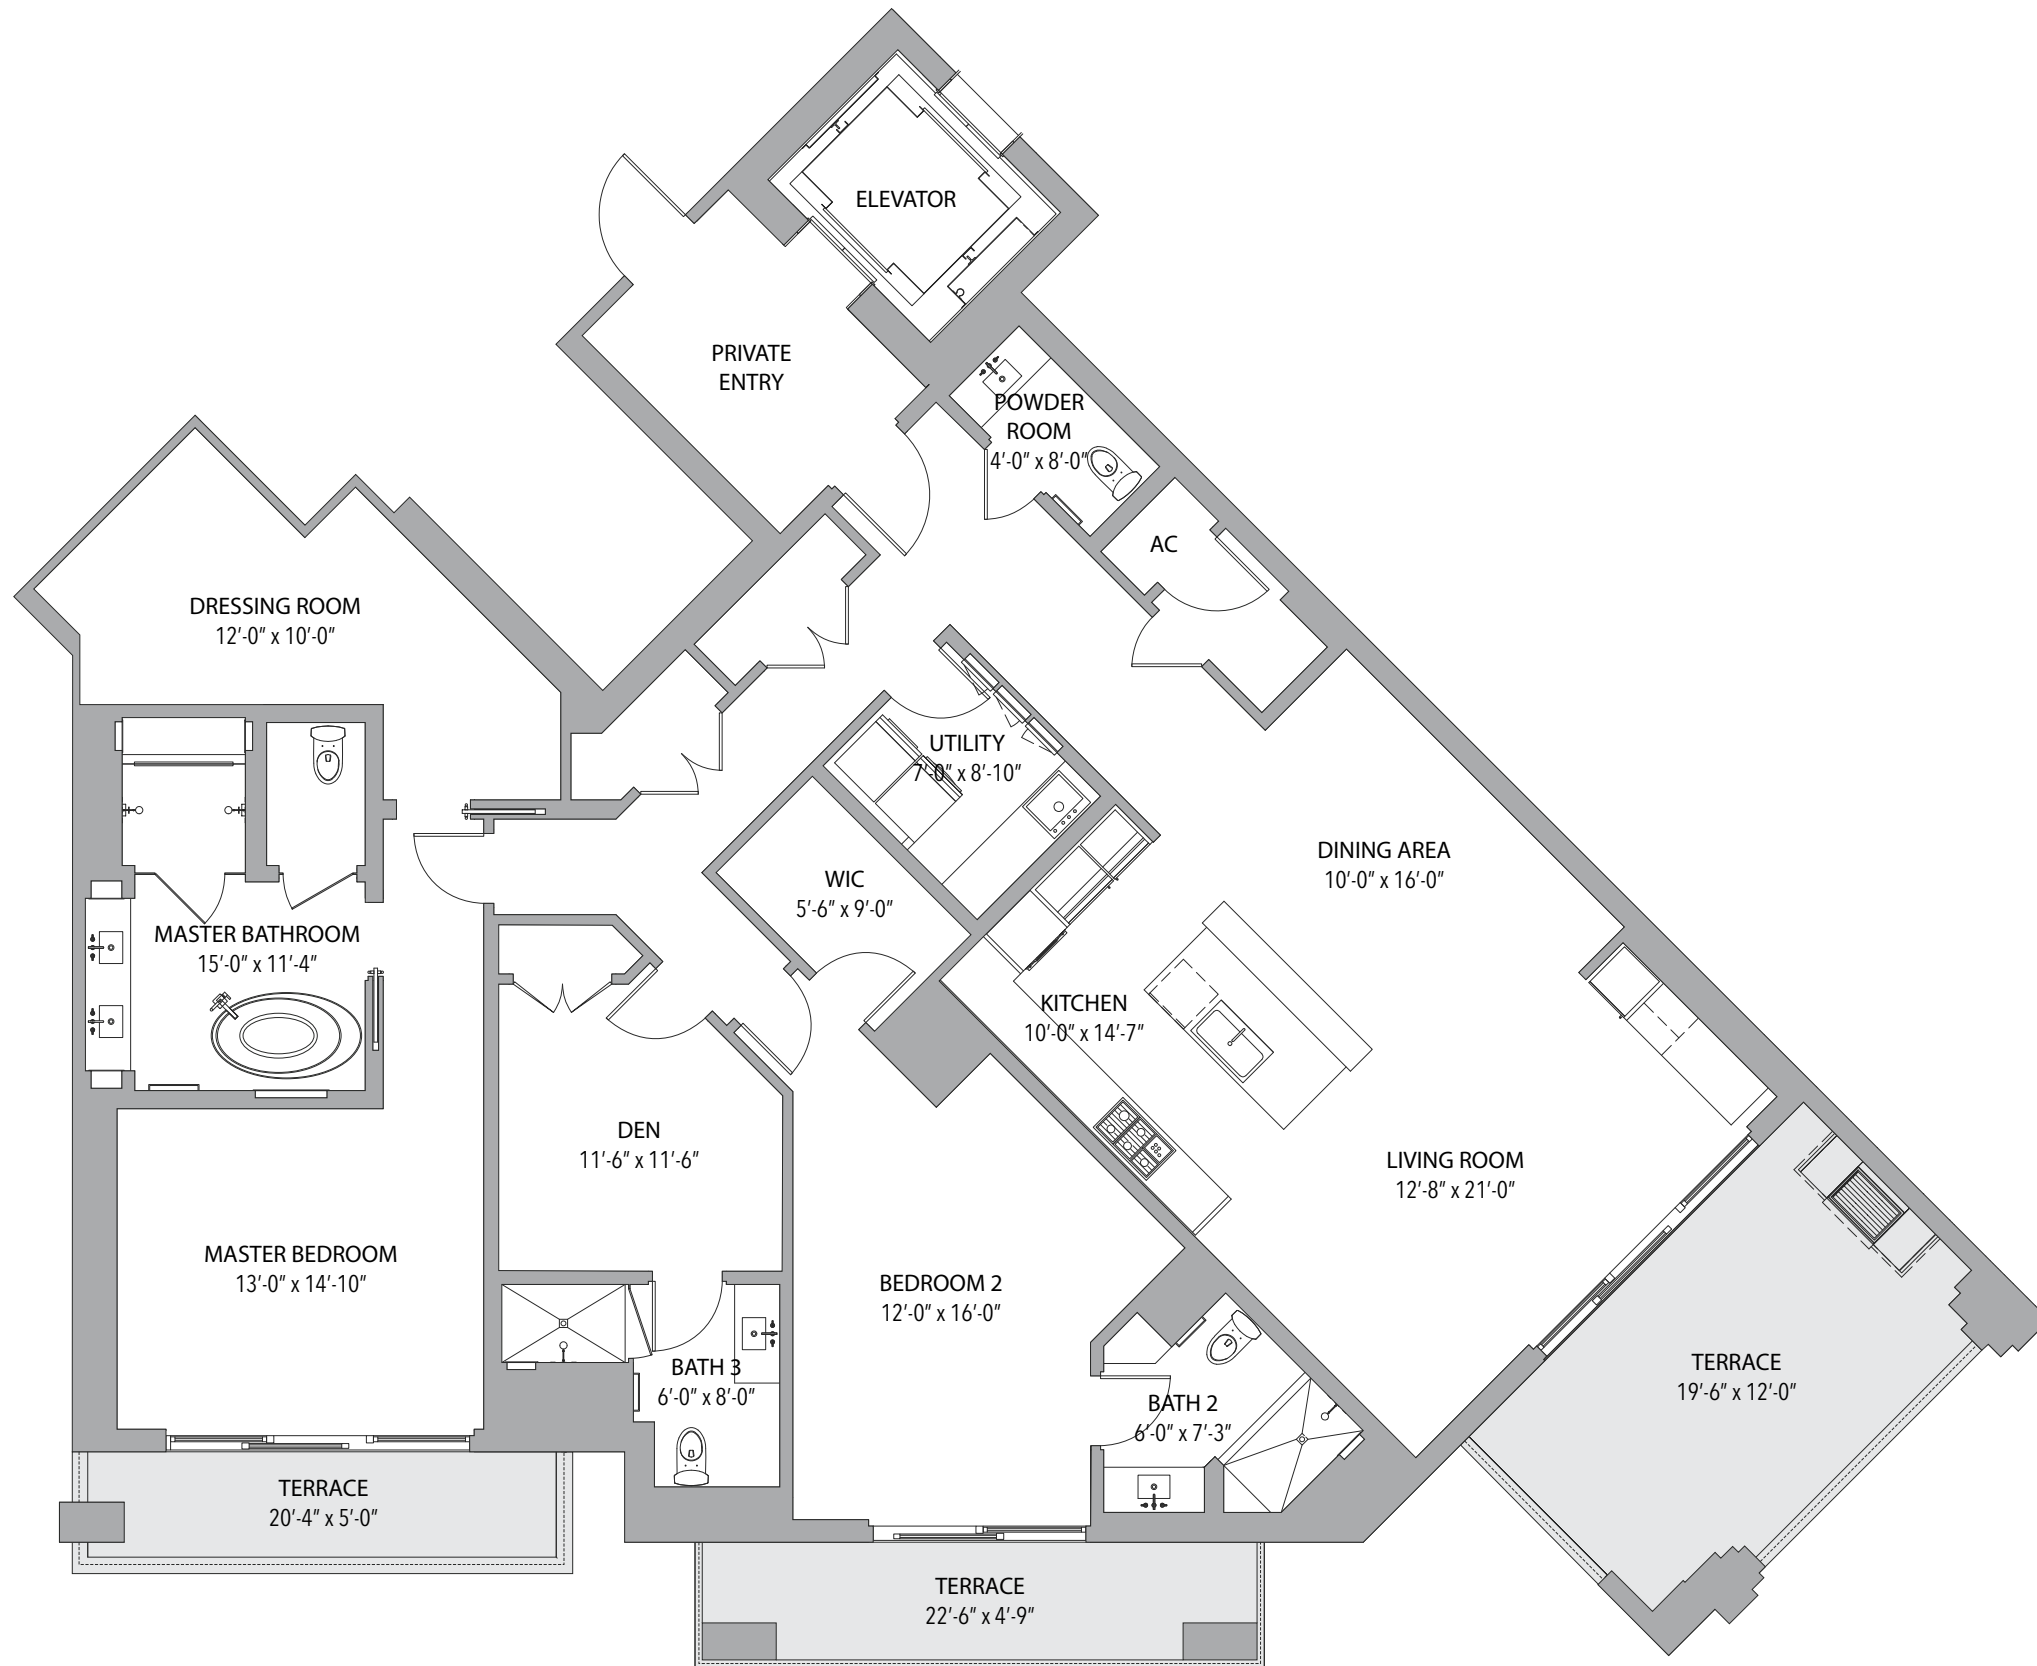 ELEVATOR
PRIVATE
ENTRY
POWDER
ROOM
4'-0" x 8'-0"
AC
DRESSING ROOM
12'-0" x 10'-0"
UTILITY
7'-0" x 8'-10"
DINING AREA
10'-0" x 16'-0"
WIC
5'-6" x 9'-0"
MASTER BATHROOM
15'-0" x 11'-4"
KITCHEN
10'-0" x 14'-7"
DEN
11'-6" x 11'-6"
LIVING ROOM
12'-8" x 21'-0"
MASTER BEDROOM
13'-0" x 14'-10"
BEDROOM 2
12'-0" x 16'-0"
BATH 3
6'-0" x 8'-0"
TERRACE
19'-6" x 12'-0"
BATH 2
6'-0" x 7'-3"
TERRACE
20'-4" x 5'-0"
TERRACE
22'-6" x 4'-9"